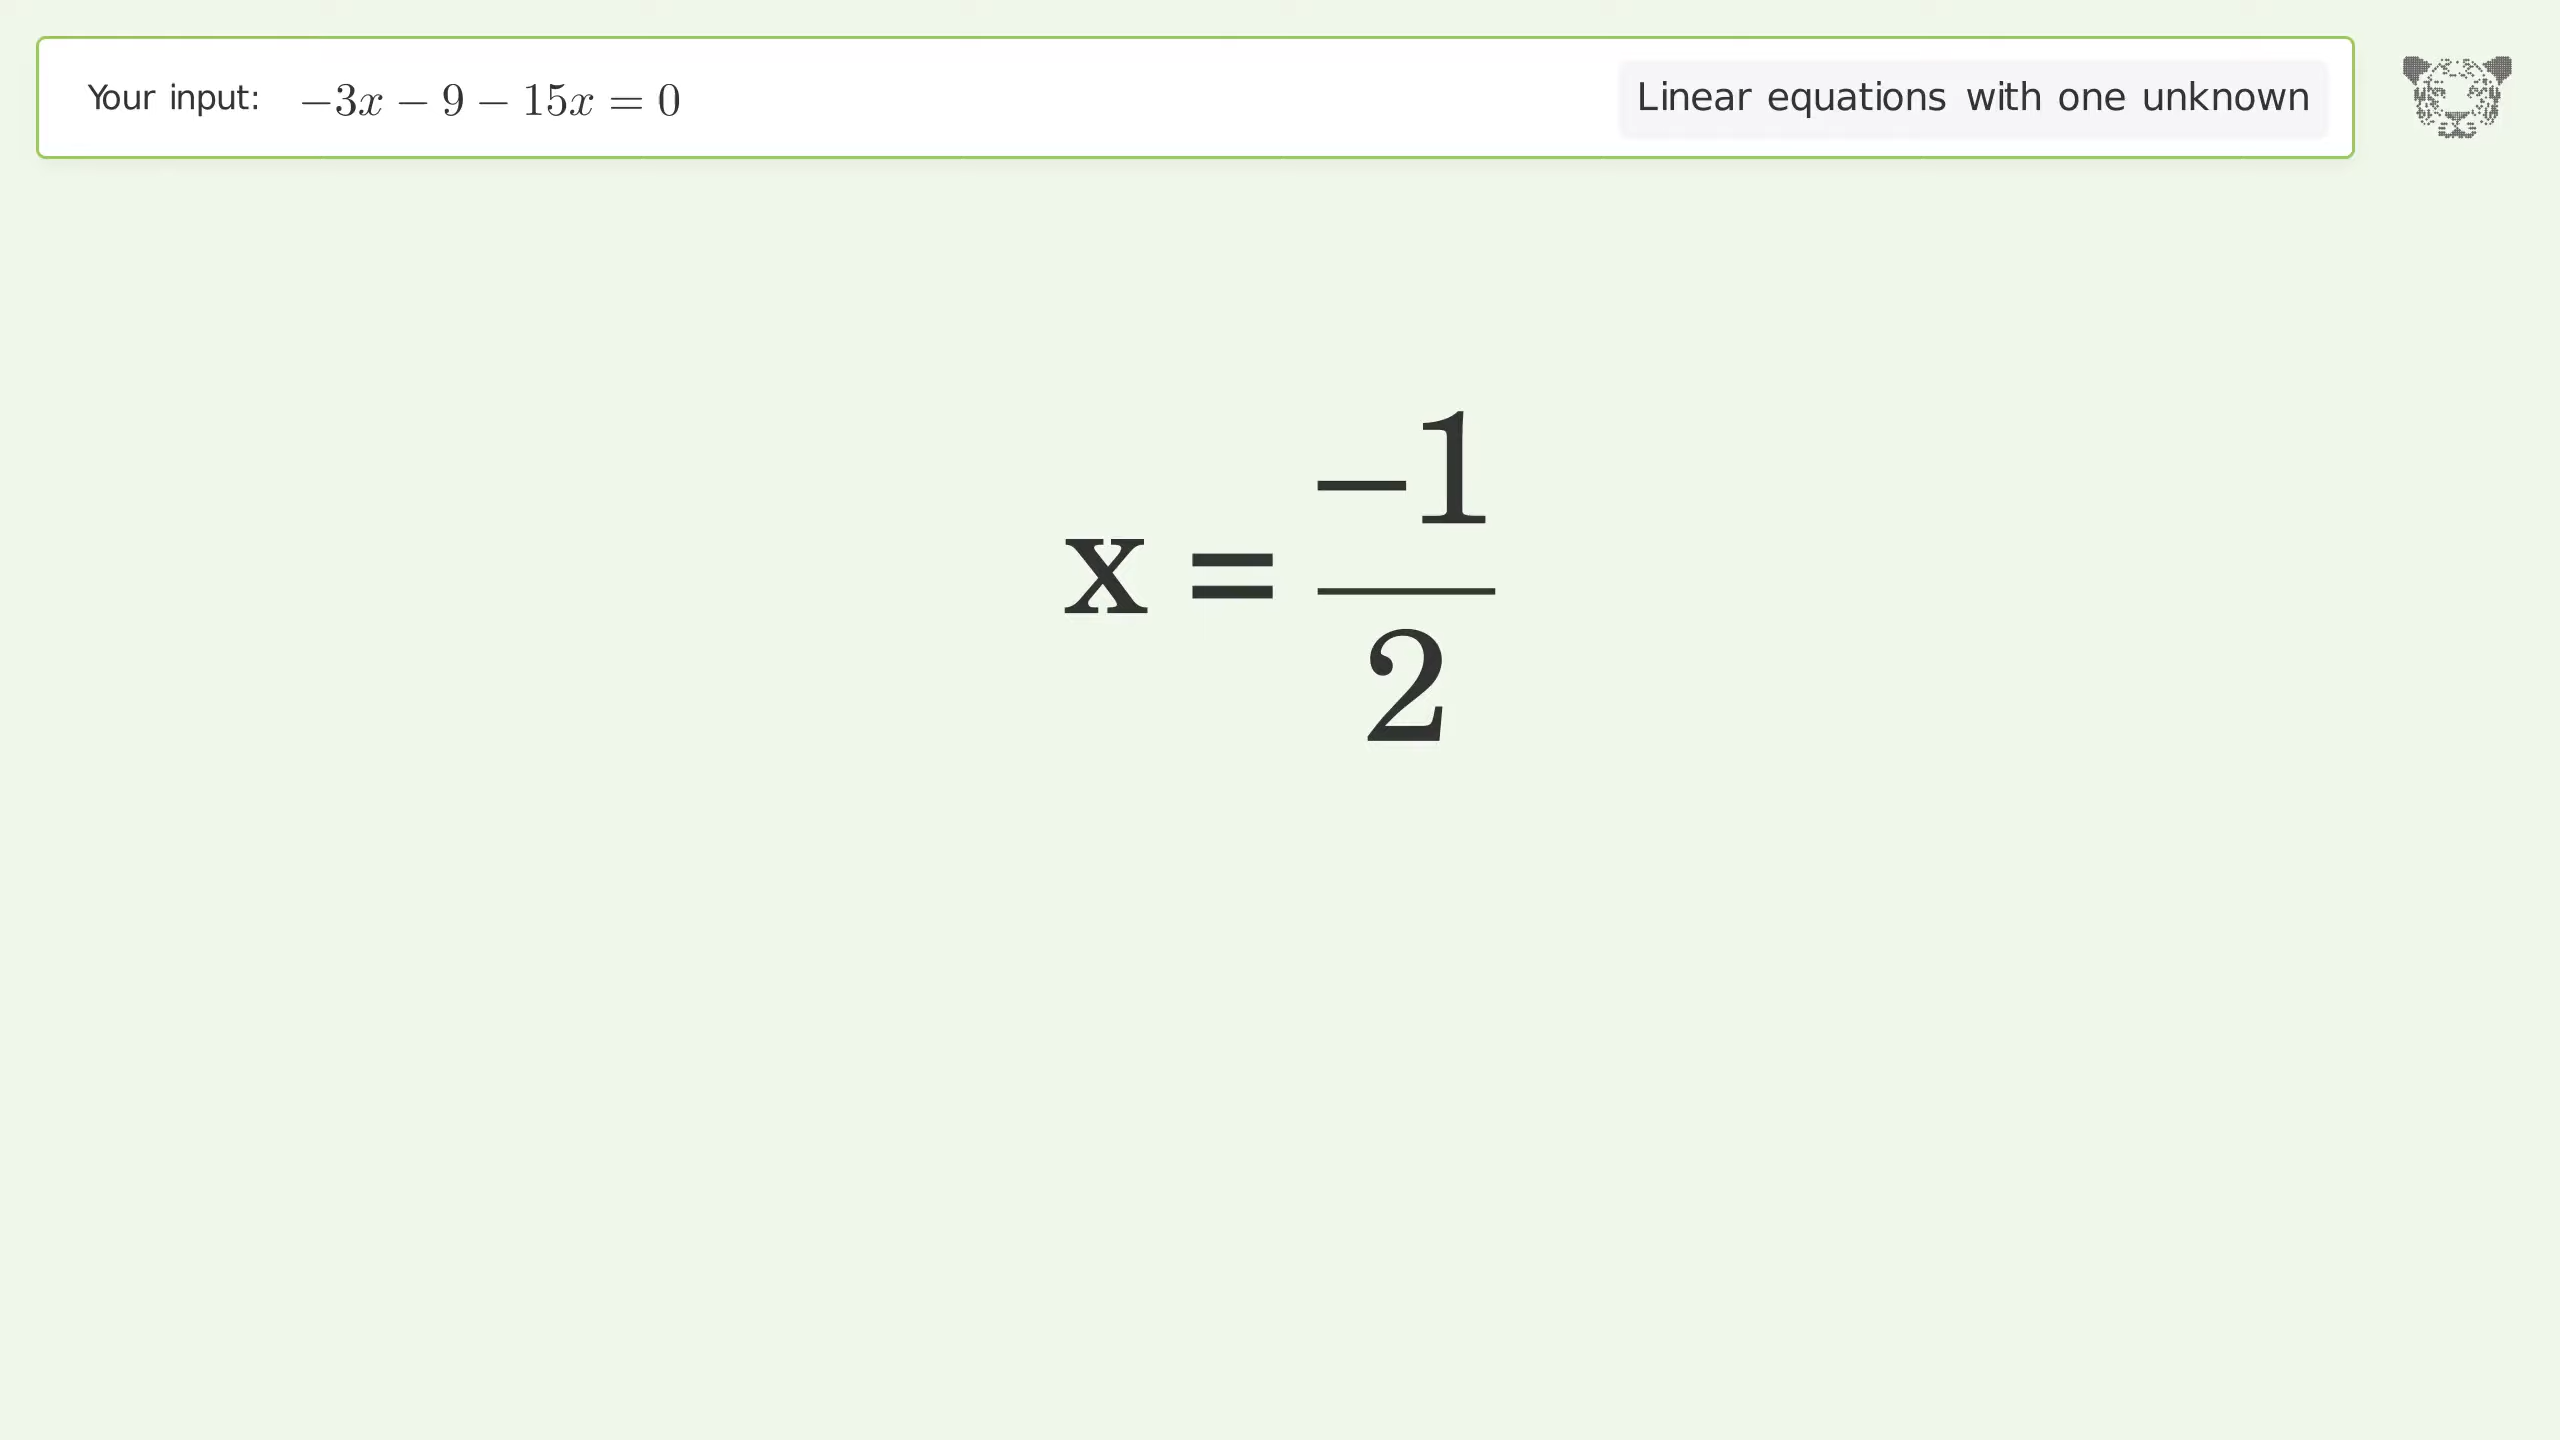 Your input: −3x − 9 − 15x = 0
Linear equations with one unknown
x = −1/2